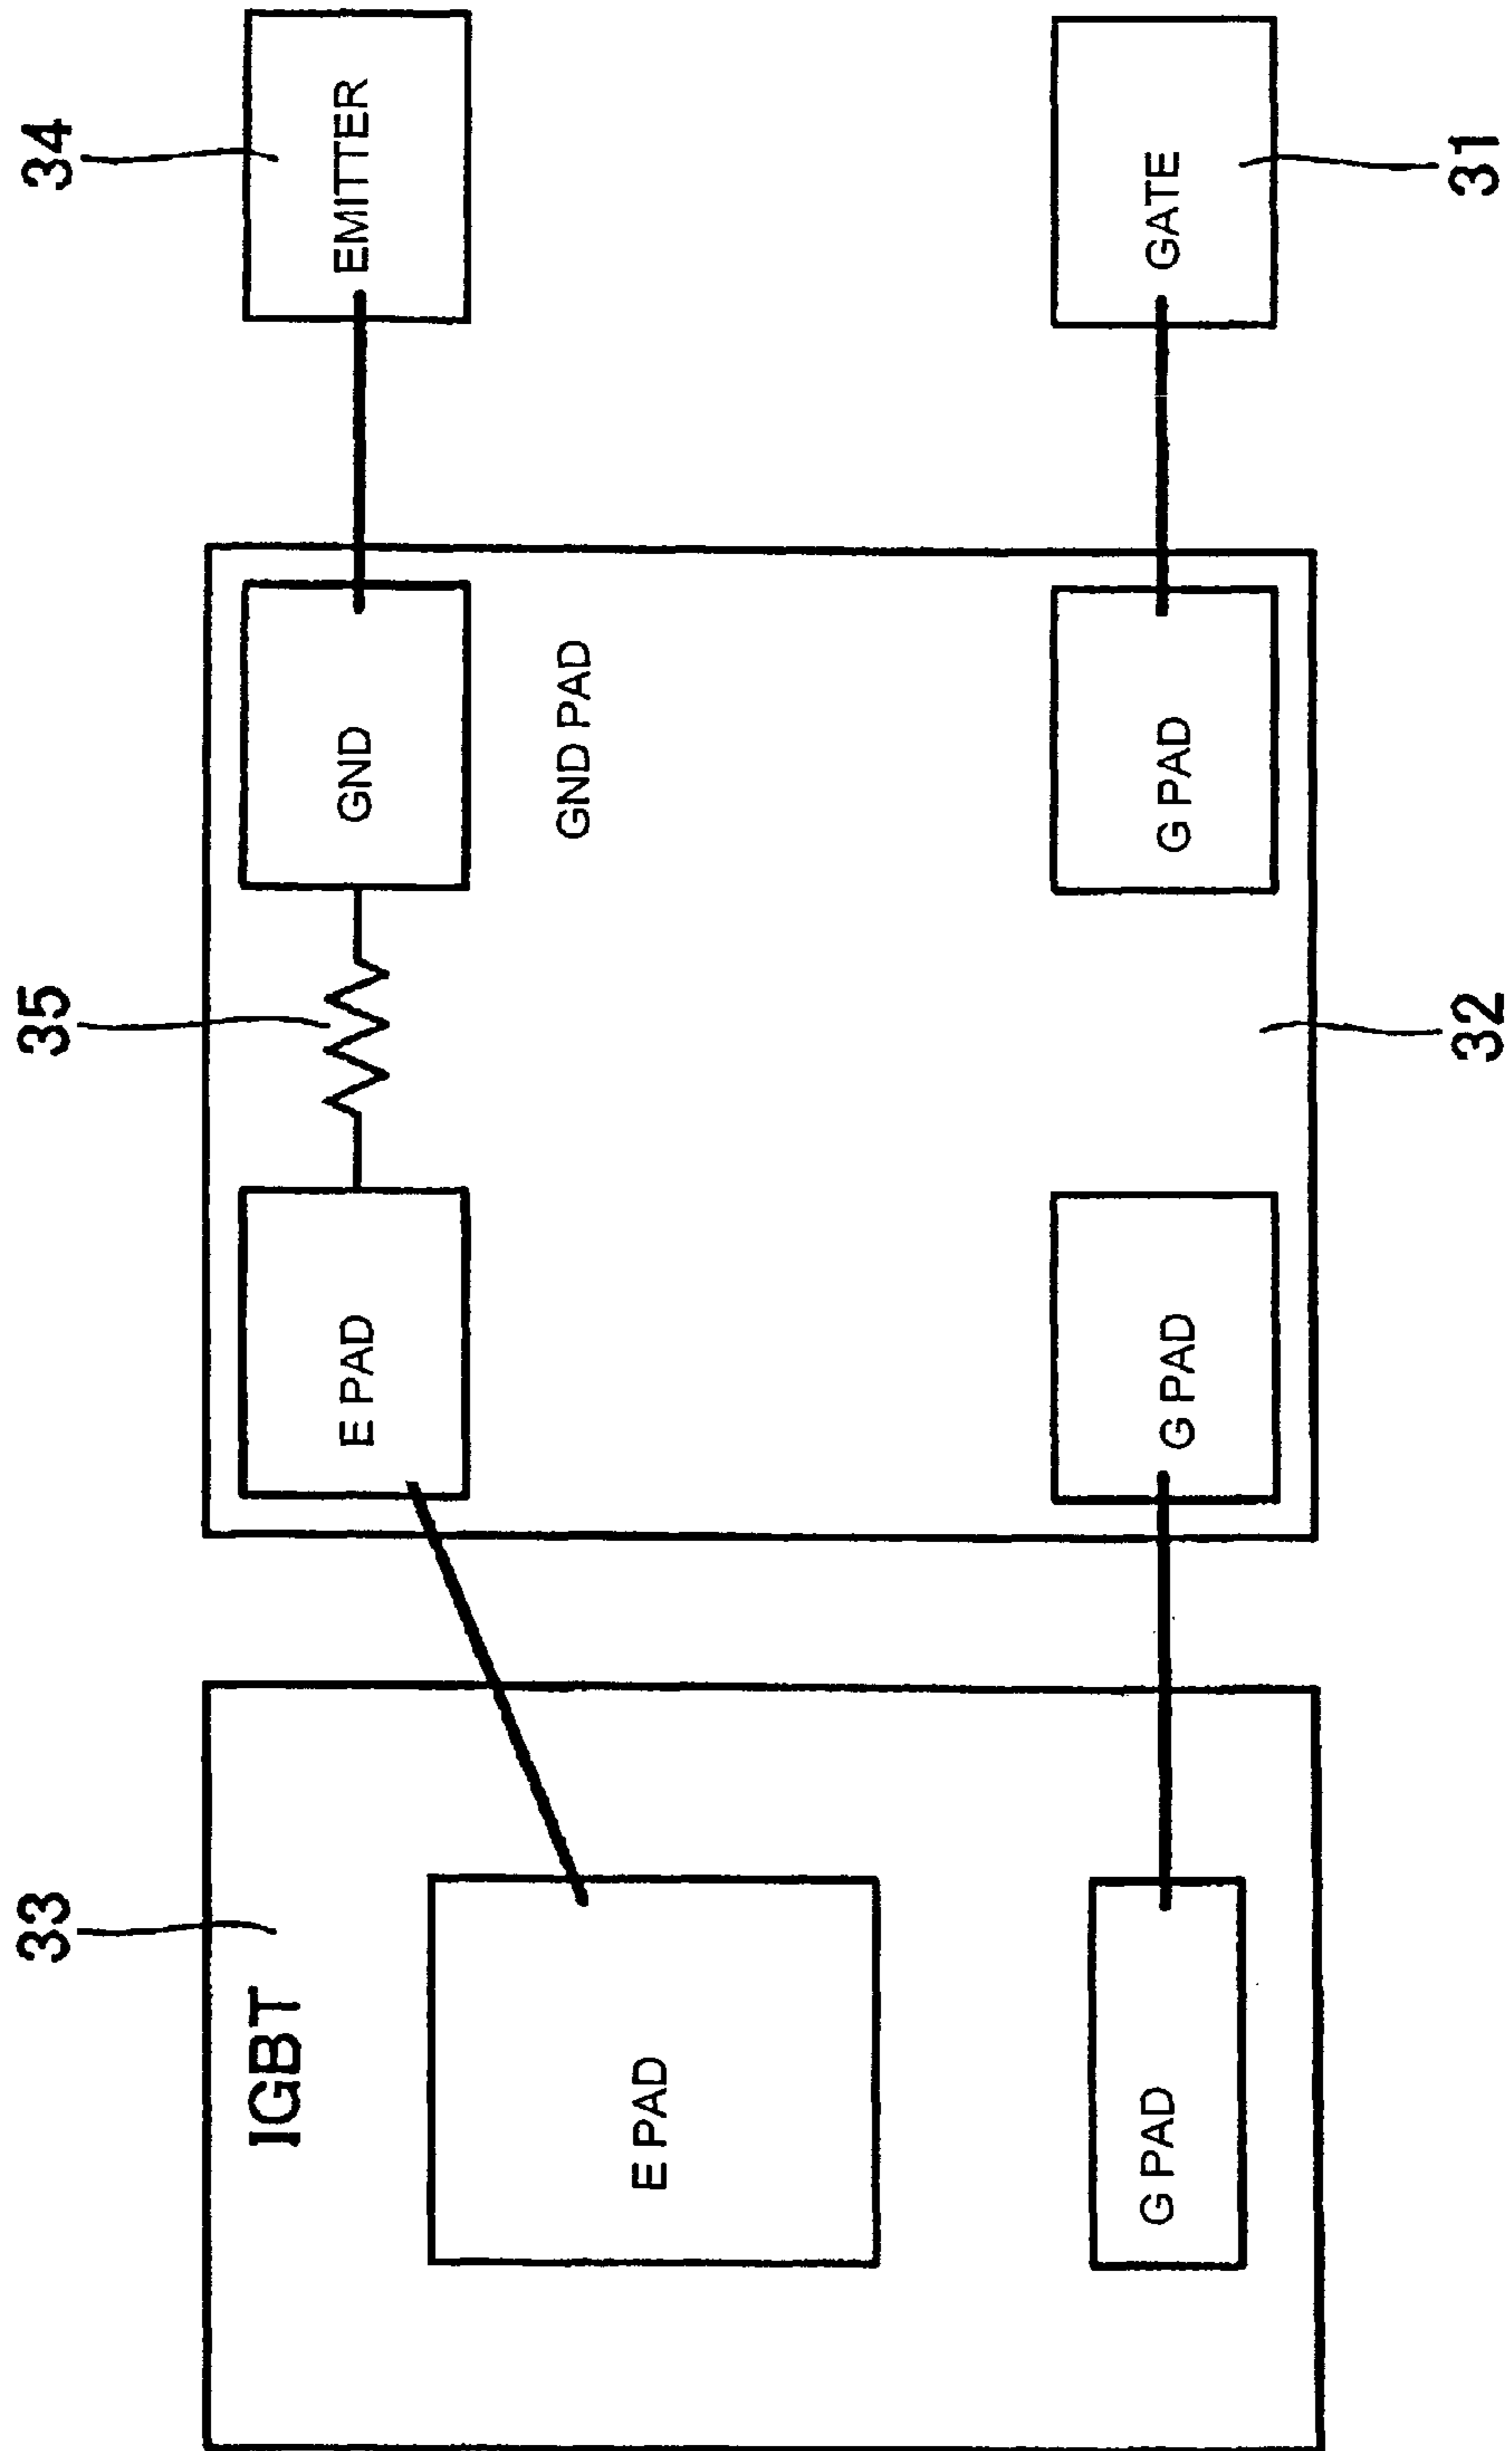 33
35
34
IGBT
E PAD
GND
EMITTER
GND PAD
E PAD
G PAD
G PAD
G PAD
GATE
32
31